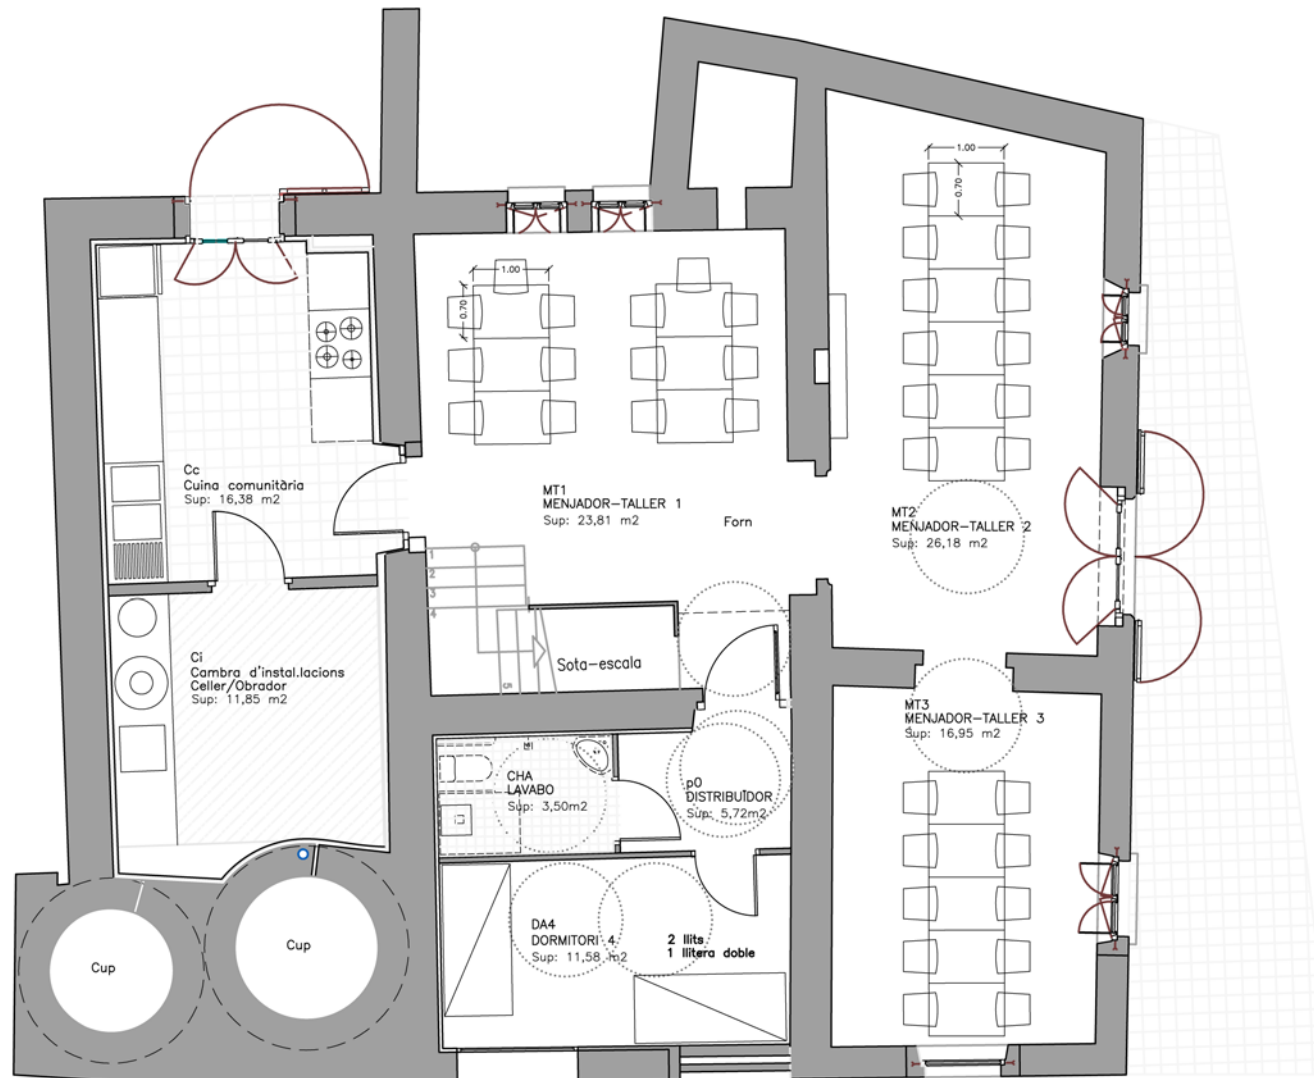 1.00
0.70
1.00
0.70
Cc
Cuina comunitària
Sup: 16,38 m2
MT1
MENJADOR-TALLER 1
Sup: 23,81 m2
Forn
MT2
MENJADOR-TALLER 2
Sup: 26,18 m2
1
2
3
4
Sota-escala
Ci
Cambra d'instal.lacions
Celler/Obrador
Sup: 11,85 m2
MT3
MENJADOR-TALLER 3
Sup: 16,95 m2
CHA
LAVABO
Sup: 3,50m2
p0
DISTRIBUÏDOR
Sup: 5,72m2
DA4
DORMITORI 4
Sup: 11,58 m2
2 llits
1 llitera doble
Cup
Cup